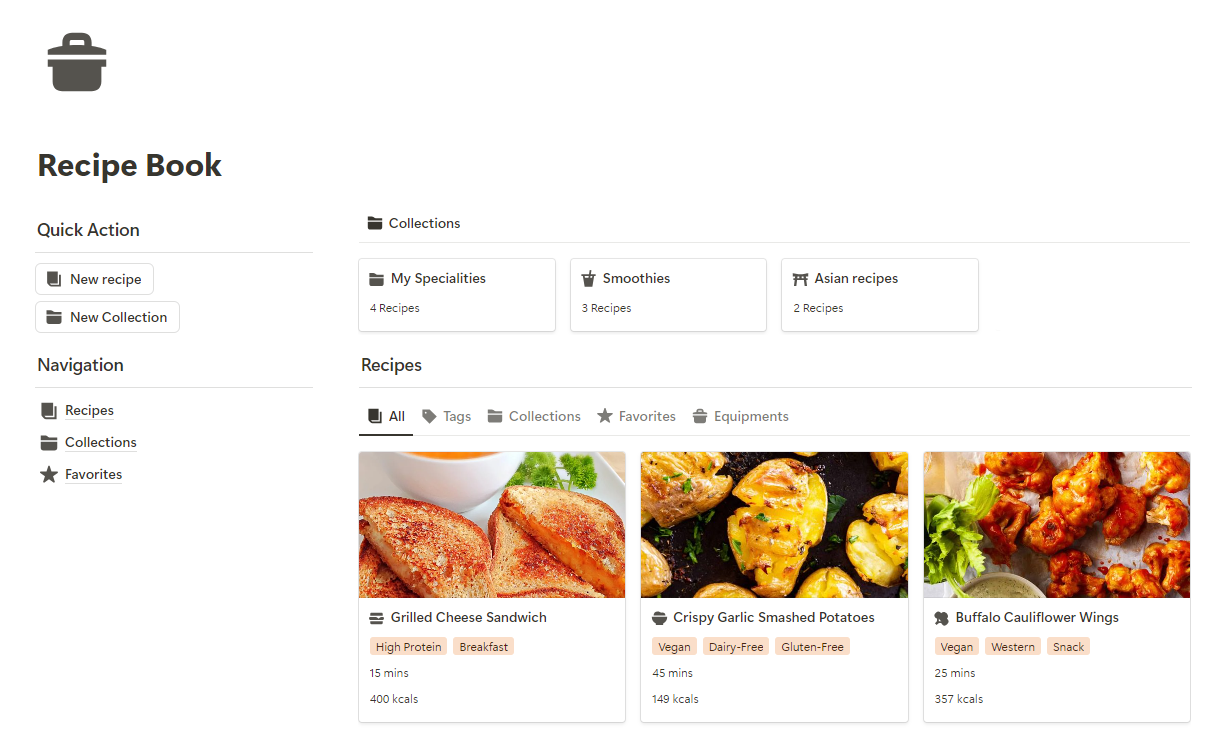 Recipe Book
Quick Action
New recipe
New Collection
Navigation
Recipes
Collections
Favorites
Collections
My Specialities
4 Recipes
Smoothies
3 Recipes
Asian recipes
2 Recipes
Recipes
All Tags Collections Favorites Equipments
Grilled Cheese Sandwich
High Protein Breakfast
15 mins
400 kcals
Crispy Garlic Smashed Potatoes
Vegan Dairy-Free Gluten-Free
45 mins
149 kcals
Buffalo Cauliflower Wings
Vegan Western Snack
25 mins
357 kcals